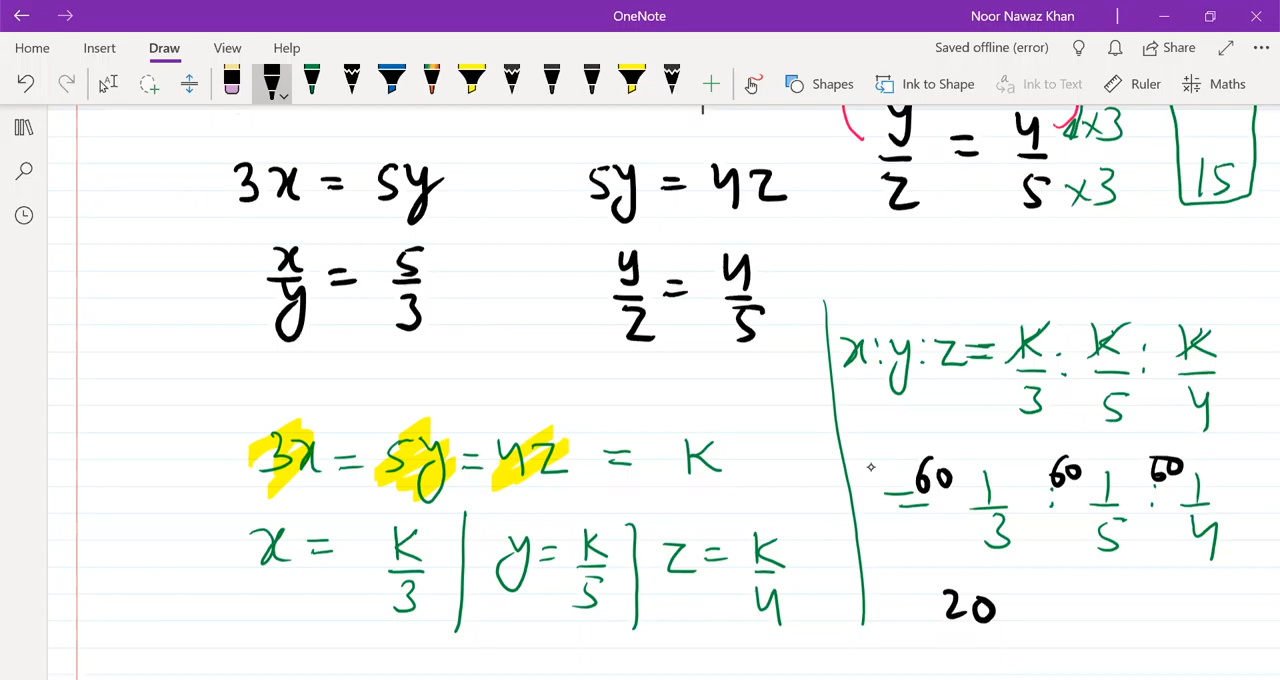 OneNote
Noor Nawaz Khan
Home Insert Draw View Help
Saved offline (error) Share
Shapes Ink to Shape Ink to Text Ruler Maths
y/z = 4/5 ×3 ×3
15
3x = 5y 5y = 4z
x/y = 5/3 y/z = 4/5
x:y:z = K/3 : K/5 : K/4
3x = 5y = 4z = K
= 60 1/3 : 60 1/5 : 60 1/4
x = K/3 | y = K/5 | z = K/4
20